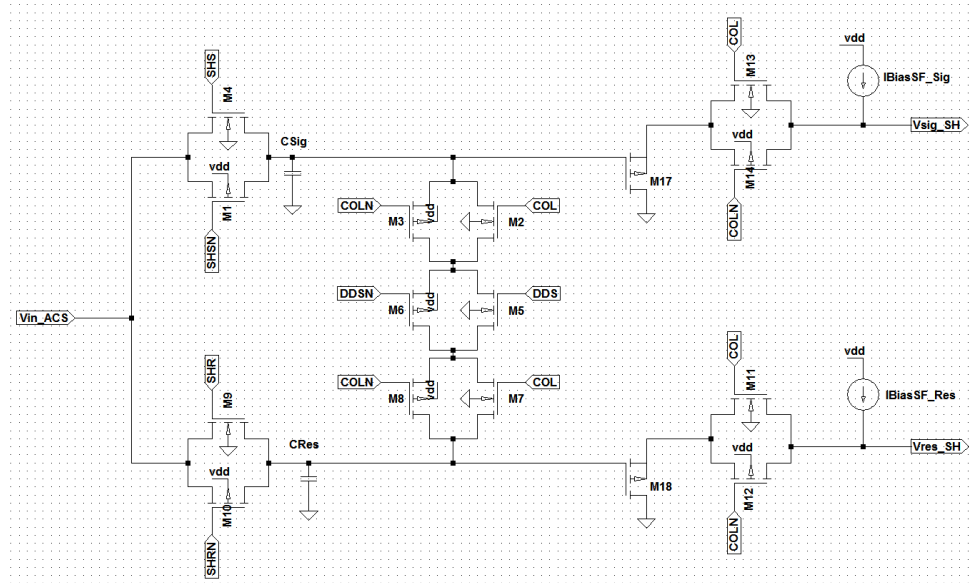 COL
vdd
SHS
M13
IBiasSF_Sig
M4
Vsig_SH
CSig
vdd
vdd
M17
M14
M1
COLN
vdd
COL
M3
M2
COLN
SHSN
DDSN
vdd
DDS
M6
M5
Vin_ACS
COL
vdd
SHR
M11
COLN
vdd
COL
IBiasSF_Res
M9
M8
M7
CRes
vdd
Vres_SH
vdd
M18
M12
M10
COLN
SHRN